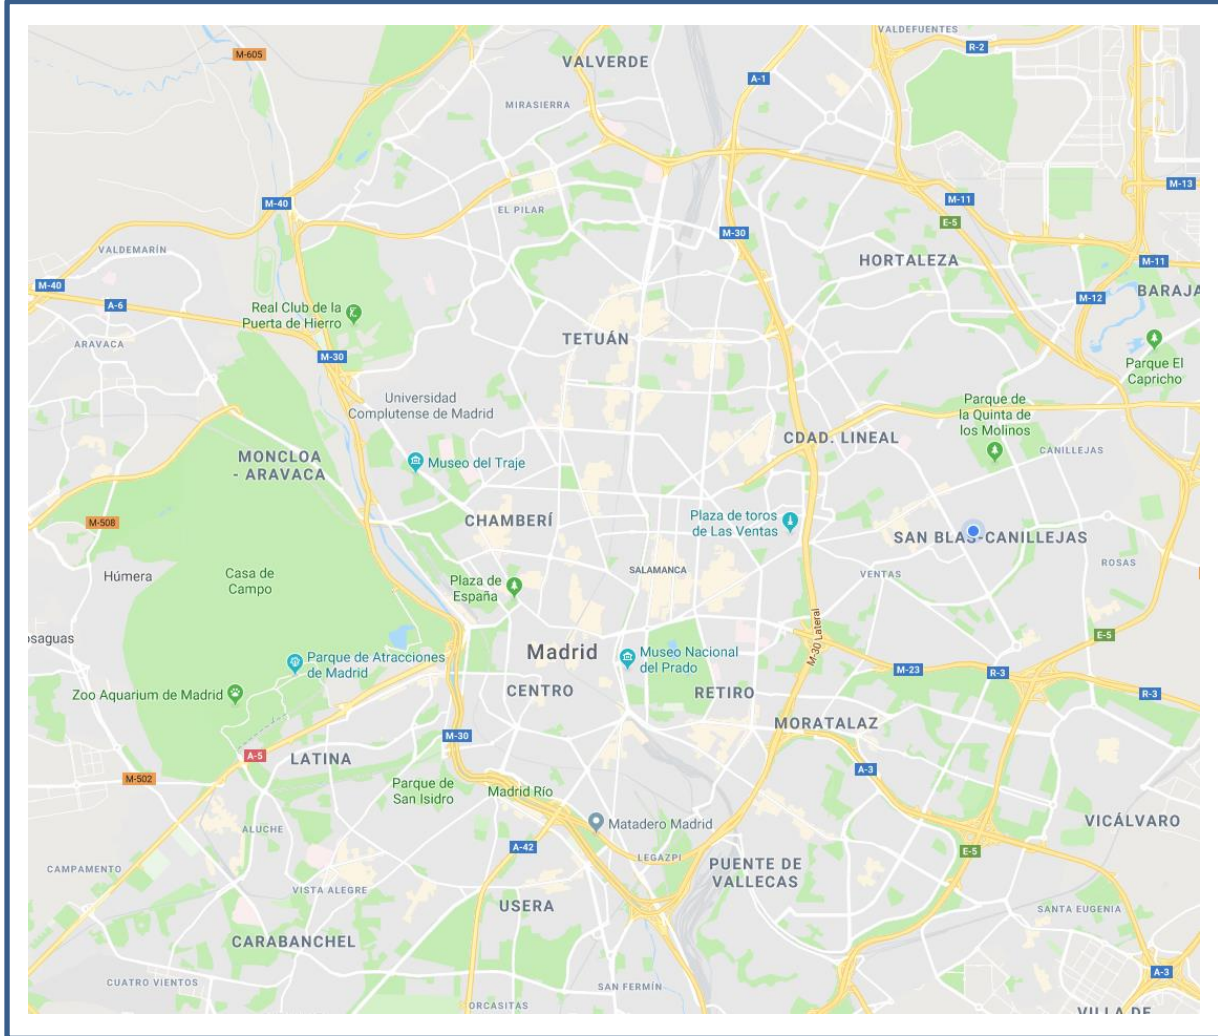 VALDEFUENTES
M-605
R-2
VALVERDE
A-1
MIRASIERRA
M-13
M-11
M-40
EL PILAR
E-5
M-30
VALDEMARÍN
HORTALEZA
M-11
M-40
BARAJA
M-12
A-6
Real Club de la
Puerta de Hierro
TETUÁN
ARAVACA
M-30
Parque El
Capricho
Universidad
Complutense de Madrid
Parque de
la Quinta de
los Molinos
CDAD. LINEAL
CANILLEJAS
MONCLOA
- ARAVACA
Museo del Traje
M-508
CHAMBERÍ
Plaza de toros
de Las Ventas
SAN BLAS-CANILLEJAS
ROSAS
SALAMANCA
VENTAS
Húmera
Casa de
Campo
Plaza de
España
M-30 Lateral
E-5
osaguas
Madrid
Museo Nacional
del Prado
Parque de Atracciones
de Madrid
M-23
R-3
R-3
Zoo Aquarium de Madrid
CENTRO
RETIRO
MORATALAZ
M-30
A-5
LATINA
A-3
M-502
Parque de
San Isidro
Madrid Río
Matadero Madrid
VICÁLVARO
ALUCHE
A-42
LEGAZPI
E-5
CAMPAMENTO
PUENTE DE
VALLECAS
VISTA ALEGRE
USERA
SANTA EUGENIA
CARABANCHEL
A-3
CUATRO VIENTOS
SAN FERMÍN
ORCASITAS
VILLA DE